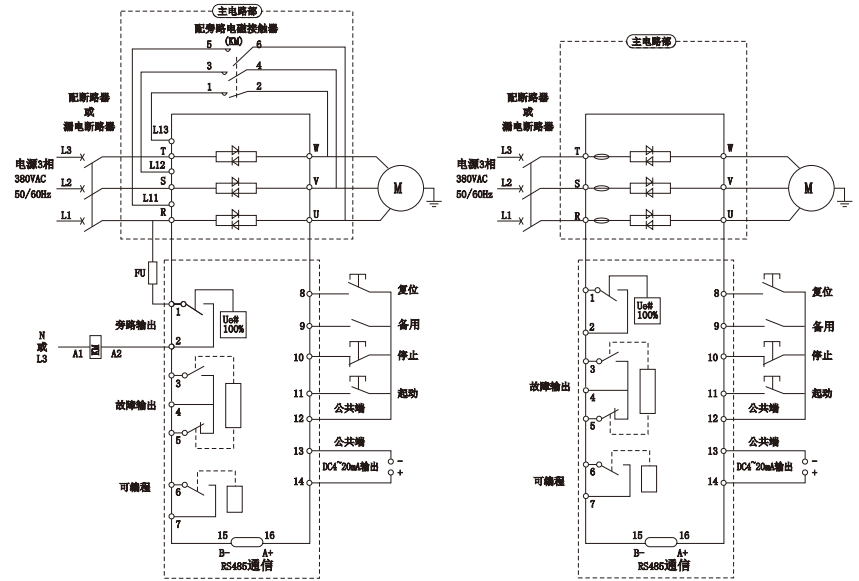 主电路部
配旁路电磁接触器
(KM)
5
6
3
4
1
2
配断路器
或
漏电断路器
L13
L3
T
W
电源3相
380VAC
50/60Hz
L12
L2
S
V
M
L11
L1
R
U
FU
1
Ue#
100%
旁路输出
2
N
或
L3
A1
KM
A2
3
故障输出
4
5
可编程
6
7
8
复位
9
备用
10
停止
11
起动
12
公共端
13
公共端
DC4~20mA输出
-
+
14
15
16
B-
A+
RS485通信
主电路部
配断路器
或
漏电断路器
L3
T
W
电源3相
380VAC
50/60Hz
L2
S
V
M
L1
R
U
1
Ue#
100%
2
3
故障输出
4
5
可编程
6
7
8
复位
9
备用
10
停止
11
起动
12
公共端
13
公共端
DC4~20mA输出
-
+
14
15
16
B-
A+
RS485通信